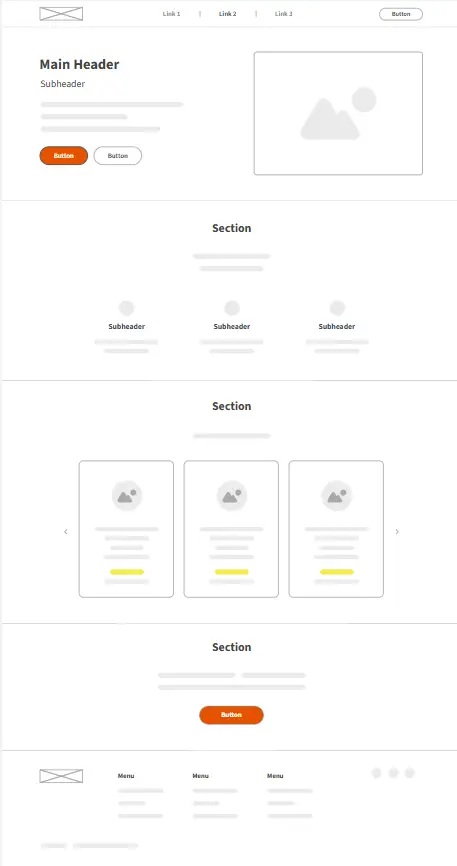 Link 1 | Link 2 | Link 3 Button
Main Header
Subheader
Button Button
Section
Subheader Subheader Subheader
Section
Section
Button
Menu Menu Menu